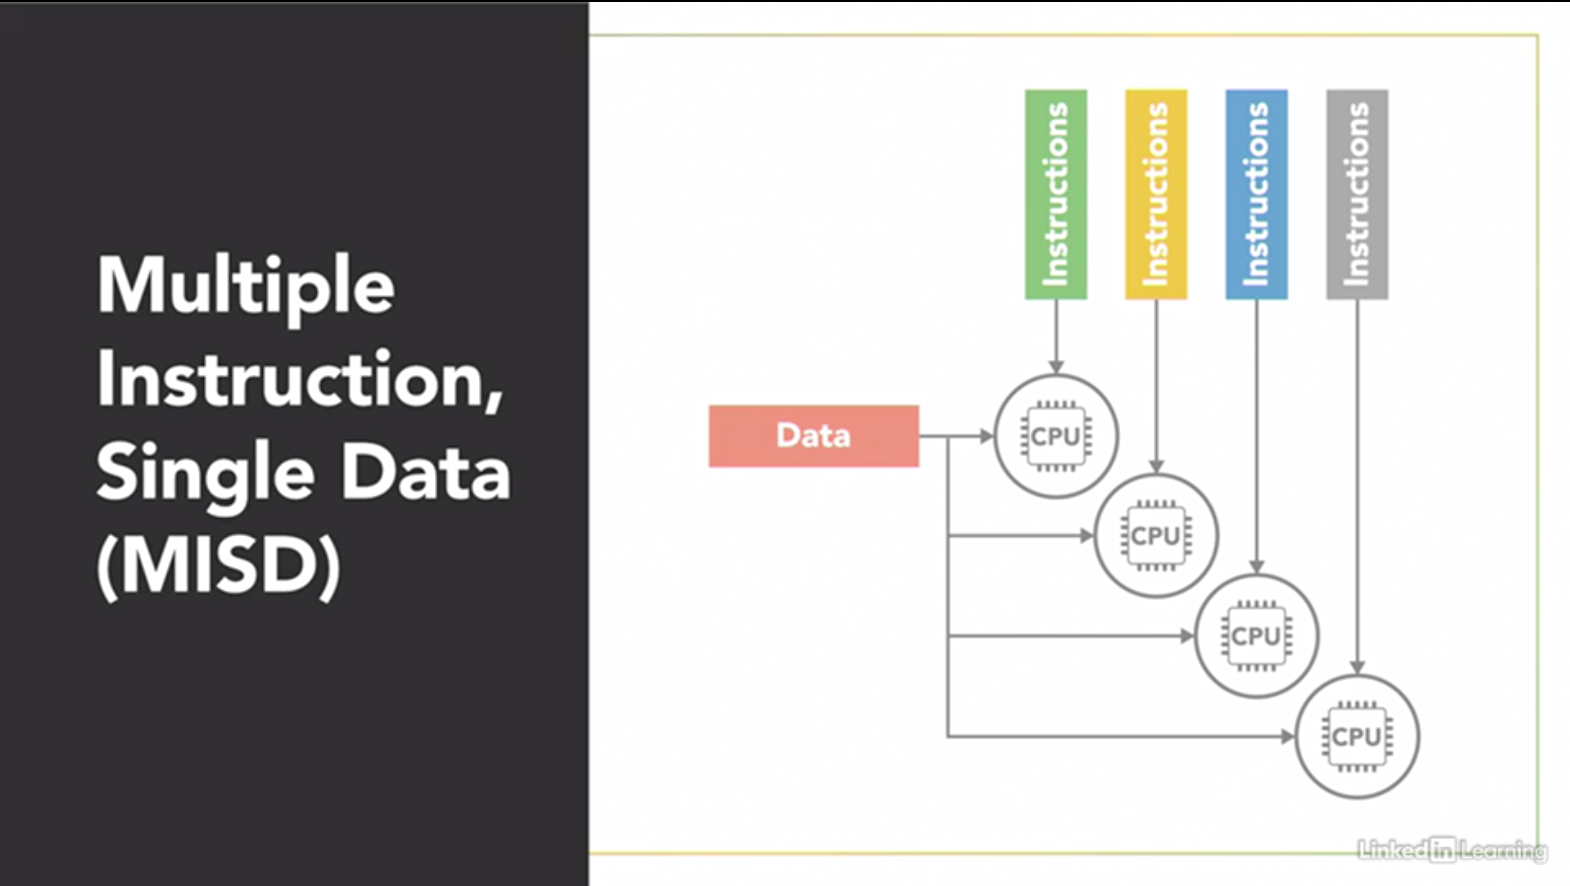 Multiple
Instruction,
Single Data
(MISD)
Instructions
Instructions
Instructions
Instructions
Data
CPU
CPU
CPU
CPU
Linked in Learning